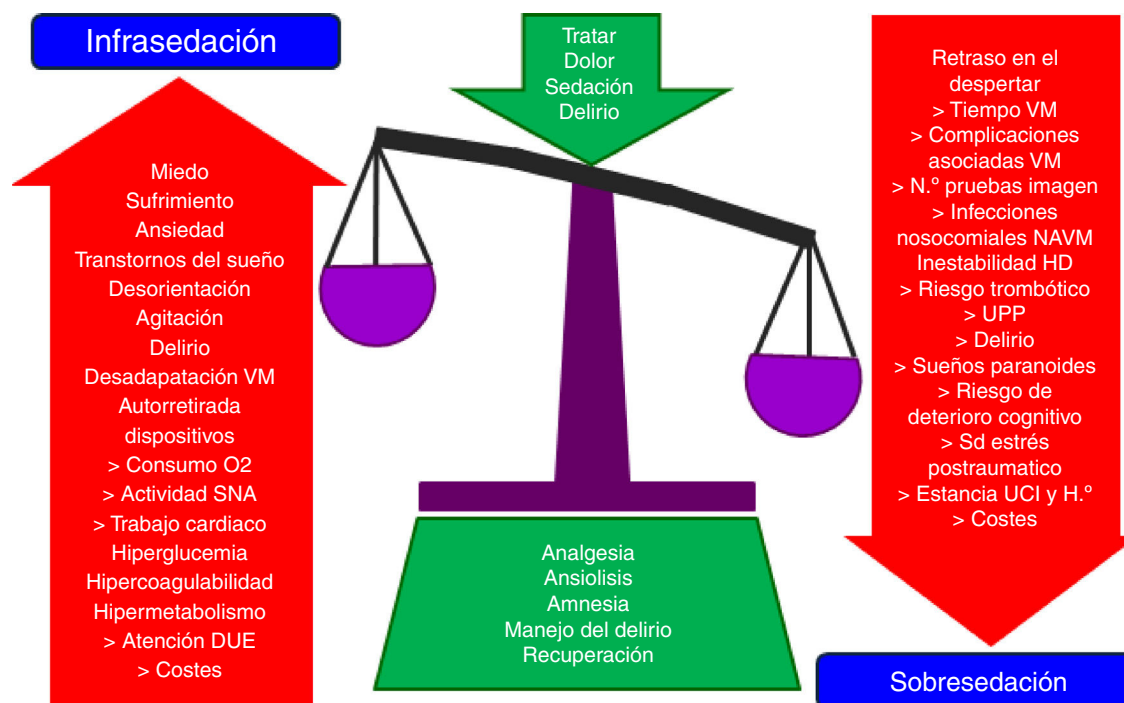 Infrasedación
Miedo
Sufrimiento
Ansiedad
Transtornos del sueño
Desorientación
Agitación
Delirio
Desadapatación VM
Autorretirada
dispositivos
> Consumo O2
> Actividad SNA
> Trabajo cardiaco
Hiperglucemia
Hipercoagulabilidad
Hipermetabolismo
> Atención DUE
> Costes
Tratar
Dolor
Sedación
Delirio
Analgesia
Ansiolisis
Amnesia
Manejo del delirio
Recuperación
Retraso en el
despertar
> Tiempo VM
> Complicaciones
asociadas VM
> N.º pruebas imagen
> Infecciones
nosocomiales NAVM
Inestabilidad HD
> Riesgo trombótico
> UPP
> Delirio
> Sueños paranoides
> Riesgo de
deterioro cognitivo
> Sd estrés
postraumatico
> Estancia UCI y H.º
> Costes
Sobresedación